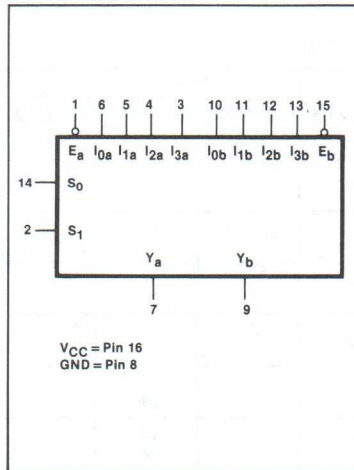 1 6 5 4 3 10 11 12 13 15
Ea I0a I1a I2a I3a I0b I1b I2b I3b Eb
14 S0
2 S1
Ya Yb
7 9
VCC = Pin 16
GND = Pin 8